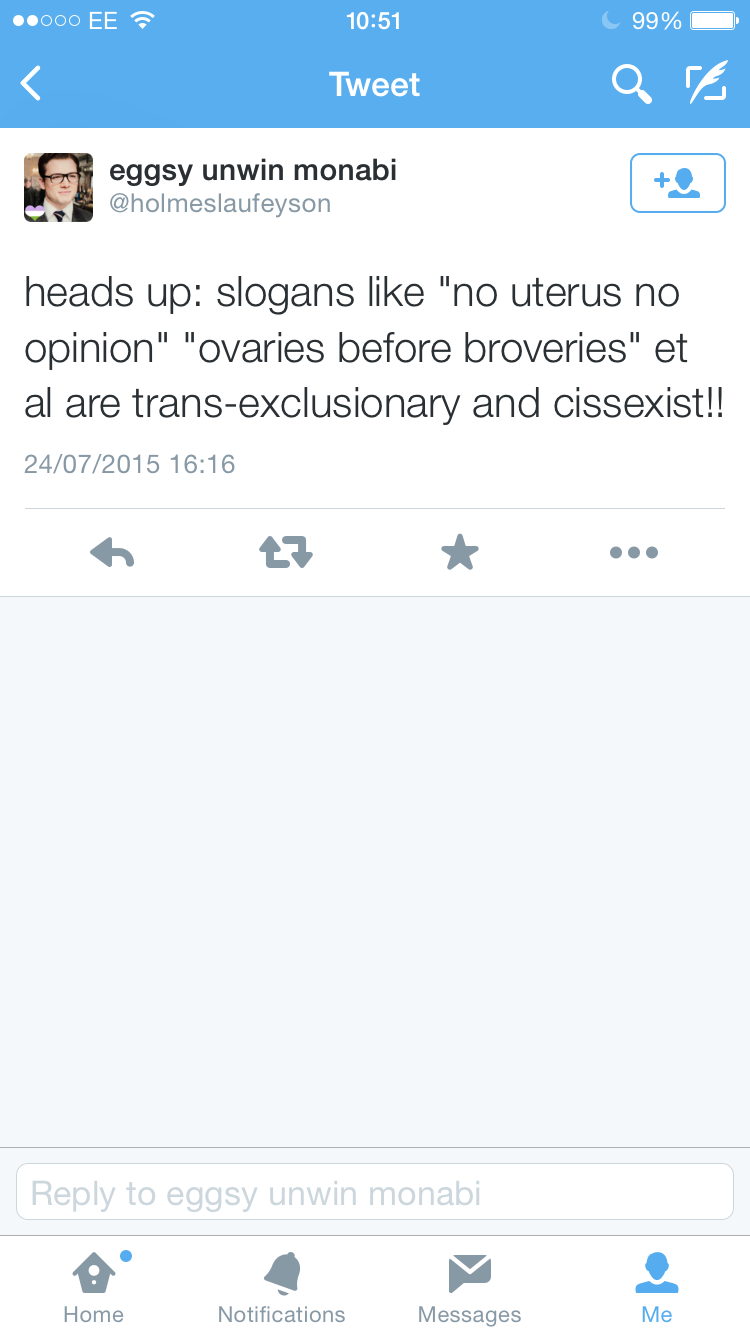 EE 10:51 99%
Tweet
eggsy unwin monabi
@holmeslaufeyson
heads up: slogans like "no uterus no
opinion" "ovaries before broveries" et
al are trans-exclusionary and cissexist!!
24/07/2015 16:16
Reply to eggsy unwin monabi
Home Notifications Messages Me